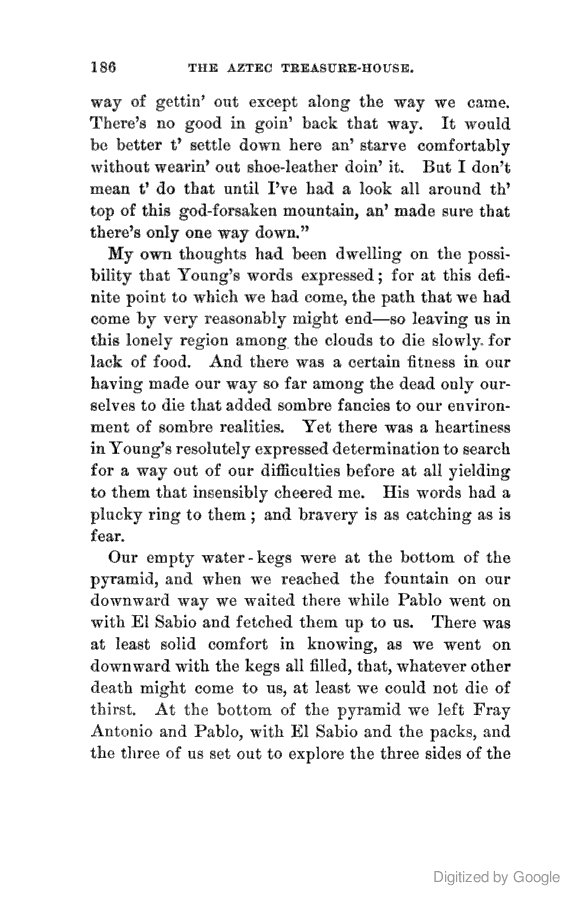 186 THE AZTEC TREASURE-HOUSE.
way of gettin' out except along the way we came.
There's no good in goin' back that way. It would
be better t' settle down here an' starve comfortably
without wearin' out shoe-leather doin' it. But I don't
mean t' do that until I've had a look all around th'
top of this god-forsaken mountain, an' made sure that
there's only one way down."
My own thoughts had been dwelling on the possi-
bility that Young's words expressed; for at this defi-
nite point to which we had come, the path that we had
come by very reasonably might end—so leaving us in
this lonely region among the clouds to die slowly for
lack of food. And there was a certain fitness in our
having made our way so far among the dead only our-
selves to die that added sombre fancies to our environ-
ment of sombre realities. Yet there was a heartiness
in Young's resolutely expressed determination to search
for a way out of our difficulties before at all yielding
to them that insensibly cheered me. His words had a
plucky ring to them; and bravery is as catching as is
fear.
Our empty water-kegs were at the bottom of the
pyramid, and when we reached the fountain on our
downward way we waited there while Pablo went on
with El Sabio and fetched them up to us. There was
at least solid comfort in knowing, as we went on
downward with the kegs all filled, that, whatever other
death might come to us, at least we could not die of
thirst. At the bottom of the pyramid we left Fray
Antonio and Pablo, with El Sabio and the packs, and
the three of us set out to explore the three sides of the
Digitized by Google